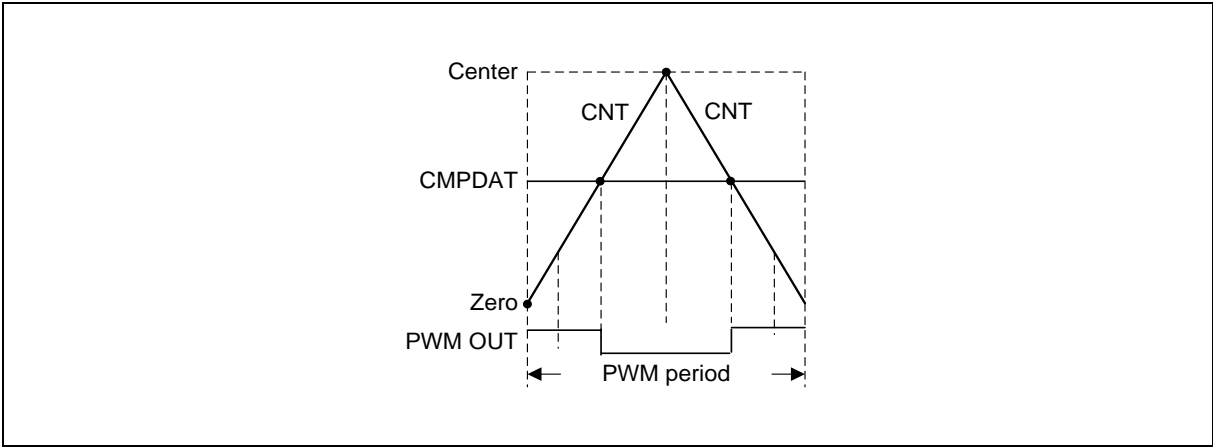 Center
CNT CNT
CMPDAT
Zero
PWM OUT
PWM period